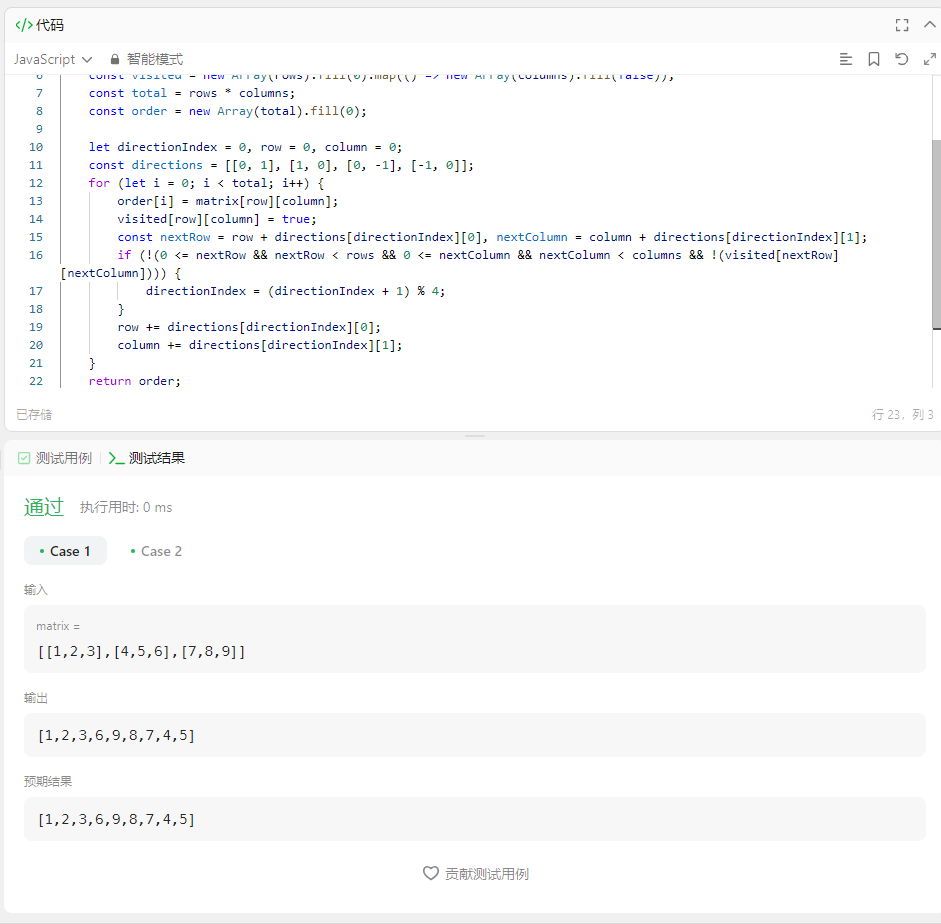 </> 代码
JavaScript 智能模式
6 const visited = new Array(rows).fill(0).map(() => new Array(columns).fill(false));
7 const total = rows * columns;
8 const order = new Array(total).fill(0);
9
10 let directionIndex = 0, row = 0, column = 0;
11 const directions = [[0, 1], [1, 0], [0, -1], [-1, 0]];
12 for (let i = 0; i < total; i++) {
13 order[i] = matrix[row][column];
14 visited[row][column] = true;
15 const nextRow = row + directions[directionIndex][0], nextColumn = column + directions[directionIndex][1];
16 if (!(0 <= nextRow && nextRow < rows && 0 <= nextColumn && nextColumn < columns && !(visited[nextRow]
[nextColumn]))) {
17 directionIndex = (directionIndex + 1) % 4;
18 }
19 row += directions[directionIndex][0];
20 column += directions[directionIndex][1];
21 }
22 return order;
已存储 行 23, 列 3
测试用例 | >_ 测试结果
通过 执行用时: 0 ms
• Case 1 • Case 2
输入
matrix =
[[1,2,3],[4,5,6],[7,8,9]]
输出
[1,2,3,6,9,8,7,4,5]
预期结果
[1,2,3,6,9,8,7,4,5]
贡献测试用例